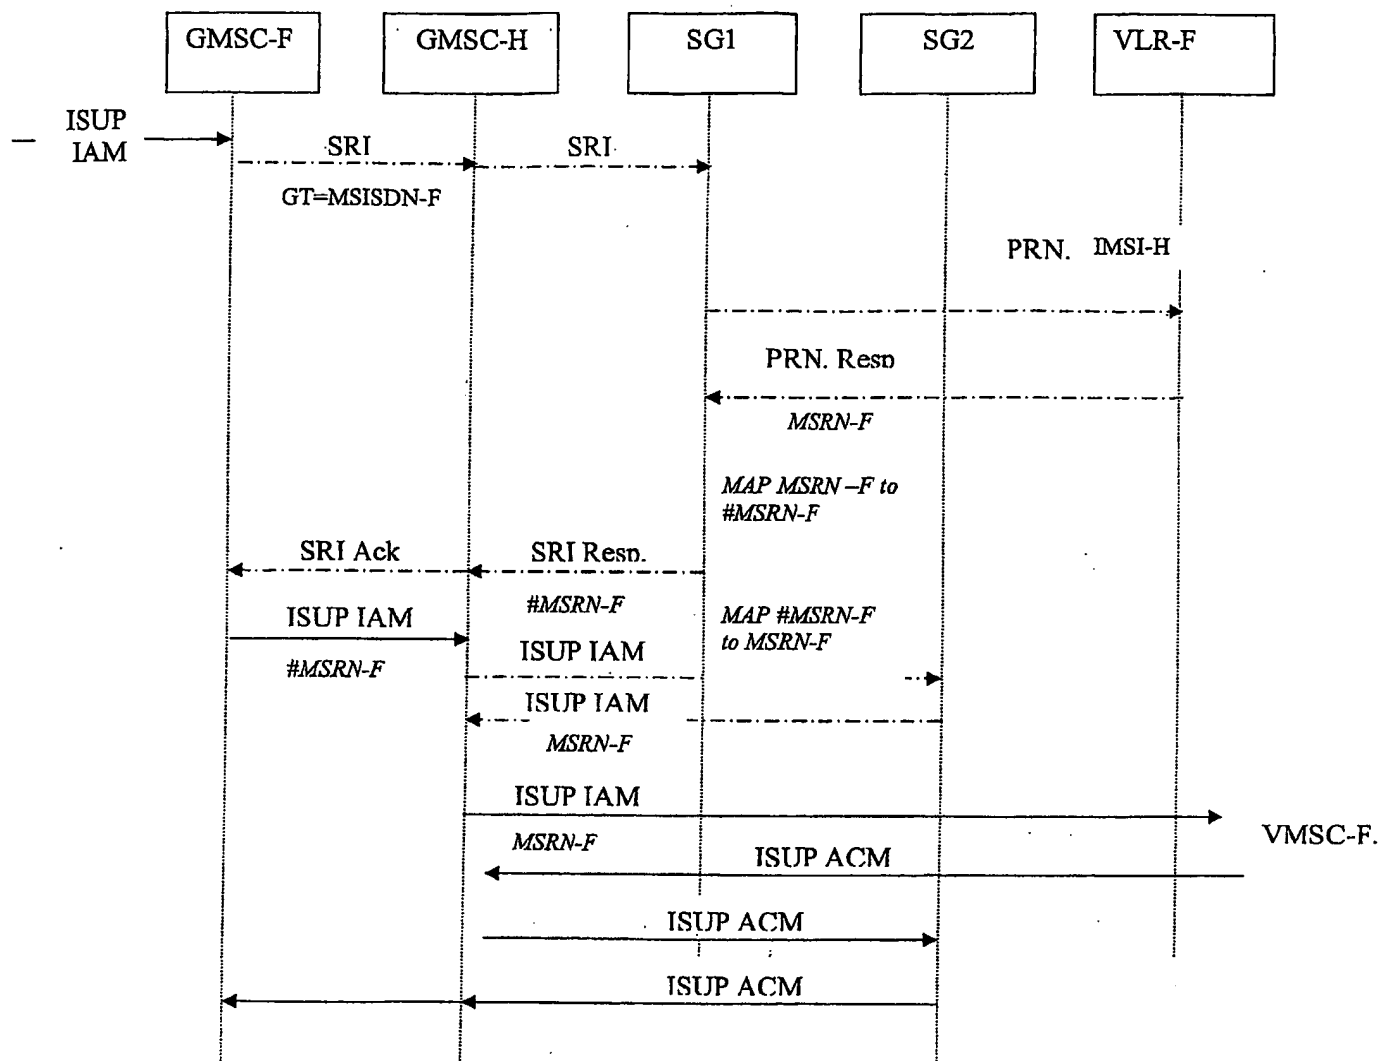 GMSC-F
GMSC-H
SG1
SG2
VLR-F
ISUP
IAM
SRI
SRI
GT=MSISDN-F
PRN. IMSI-H
PRN. Resp
MSRN-F
MAP MSRN –F to
#MSRN-F
SRI Ack
SRI Resp.
#MSRN-F
MAP #MSRN-F
to MSRN-F
ISUP IAM
#MSRN-F
ISUP IAM
ISUP IAM
MSRN-F
ISUP IAM
MSRN-F
VMSC-F.
ISUP ACM
ISUP ACM
ISUP ACM